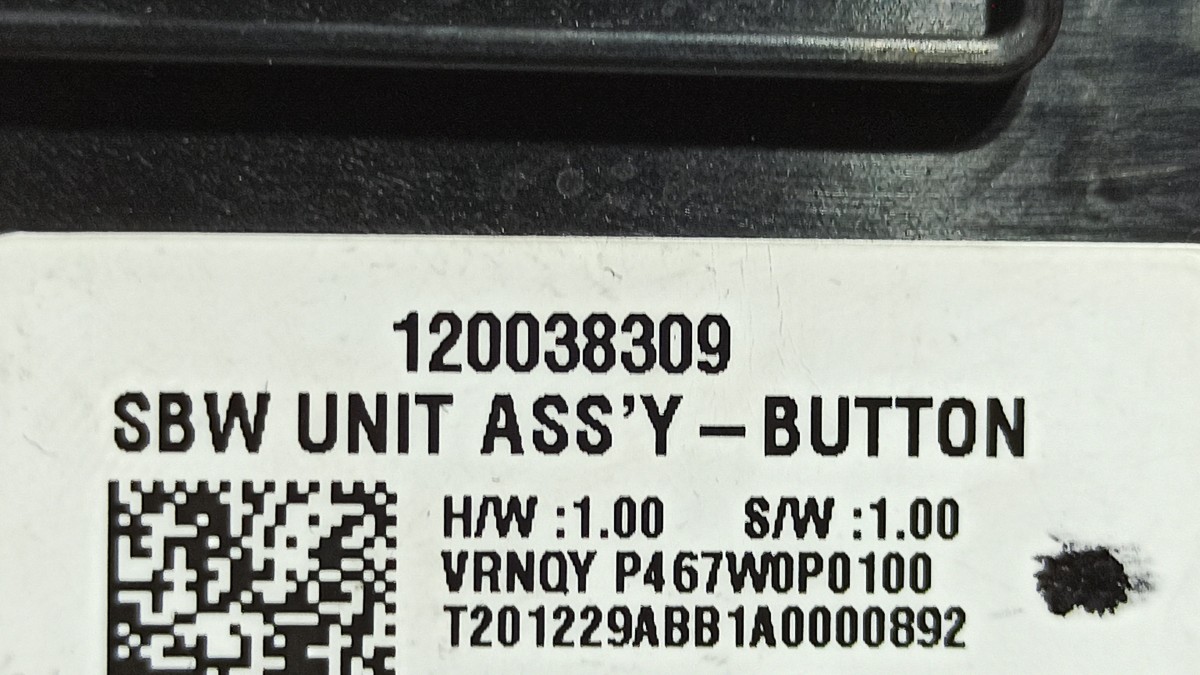 120038309
SBW UNIT ASS'Y – BUTTON
H/W :1.00 S/W :1.00
VRNQY P467W0P0100
T201229ABB1A0000892